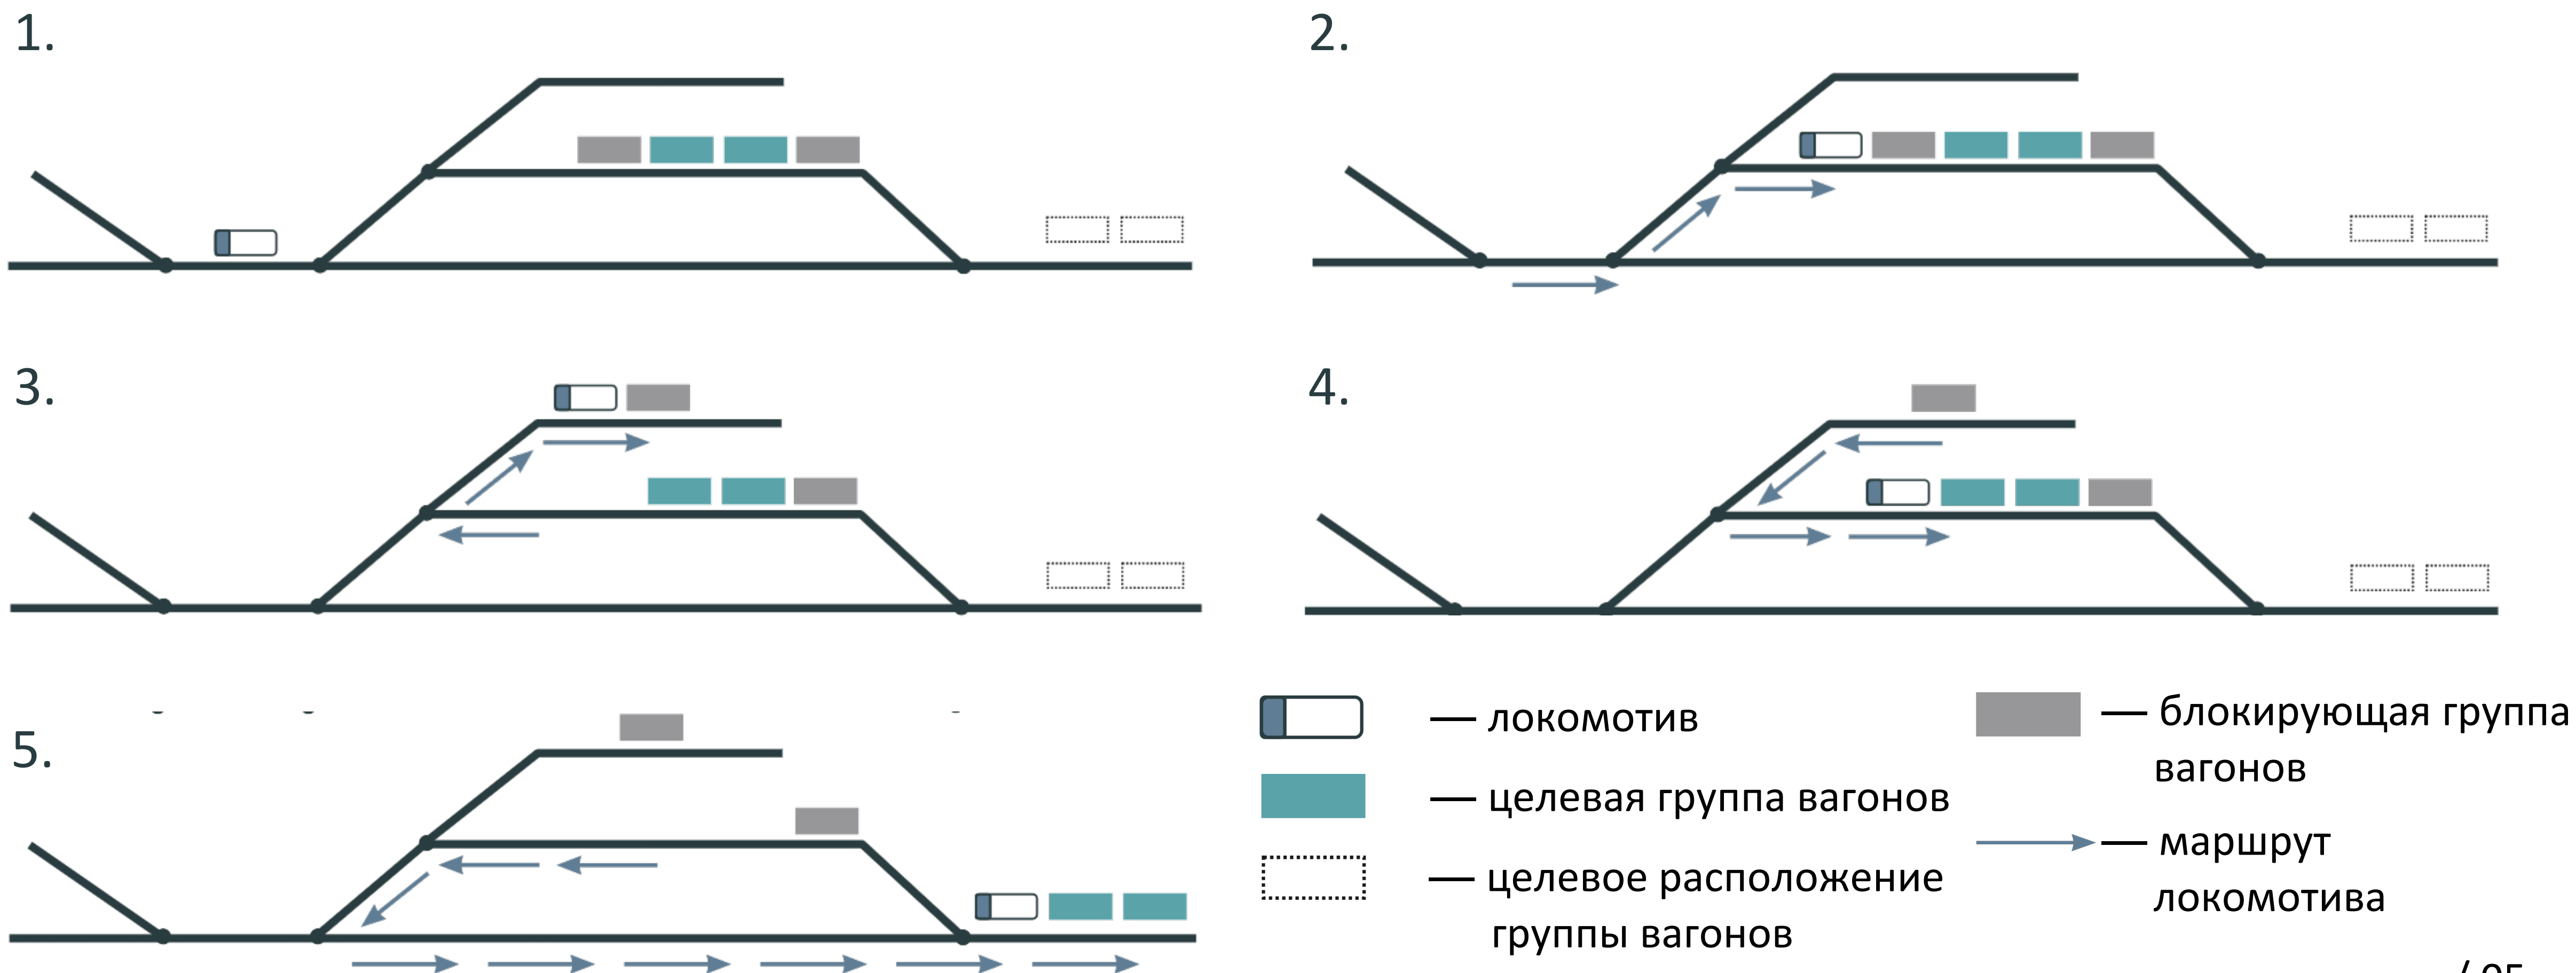 1.
2.
3.
4.
5.
— локомотив
— целевая группа вагонов
— целевое расположение
группы вагонов
— блокирующая группа
вагонов
— маршрут
локомотива